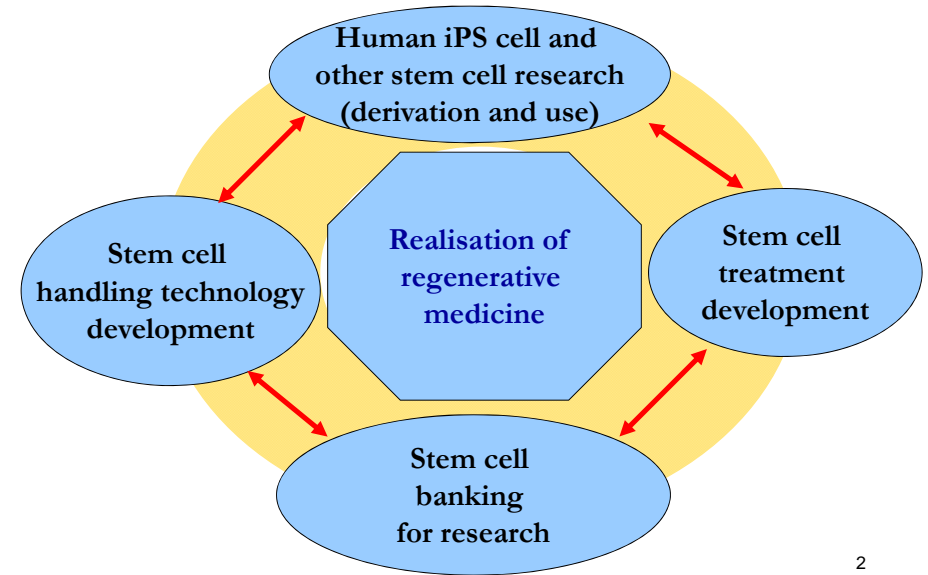 Human iPS cell and
other stem cell research
(derivation and use)
Realisation of
regenerative
medicine
Stem cell
handling technology
development
Stem cell
treatment
development
Stem cell
banking
for research
2